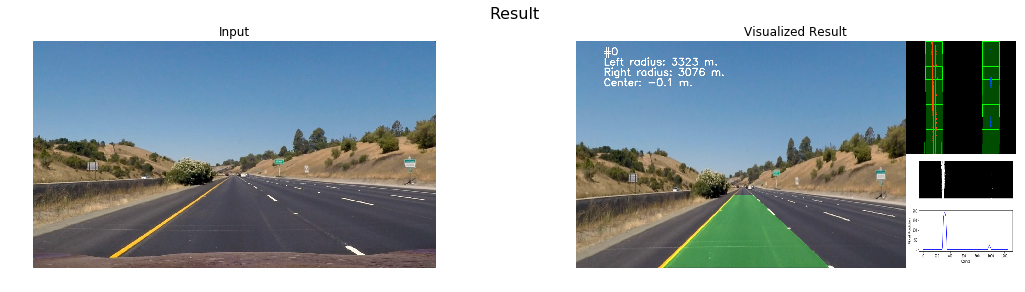 Result
Input
Visualized Result
#0
Left radius: 3323 m.
Right radius: 3076 m.
Center: -0.1 m.